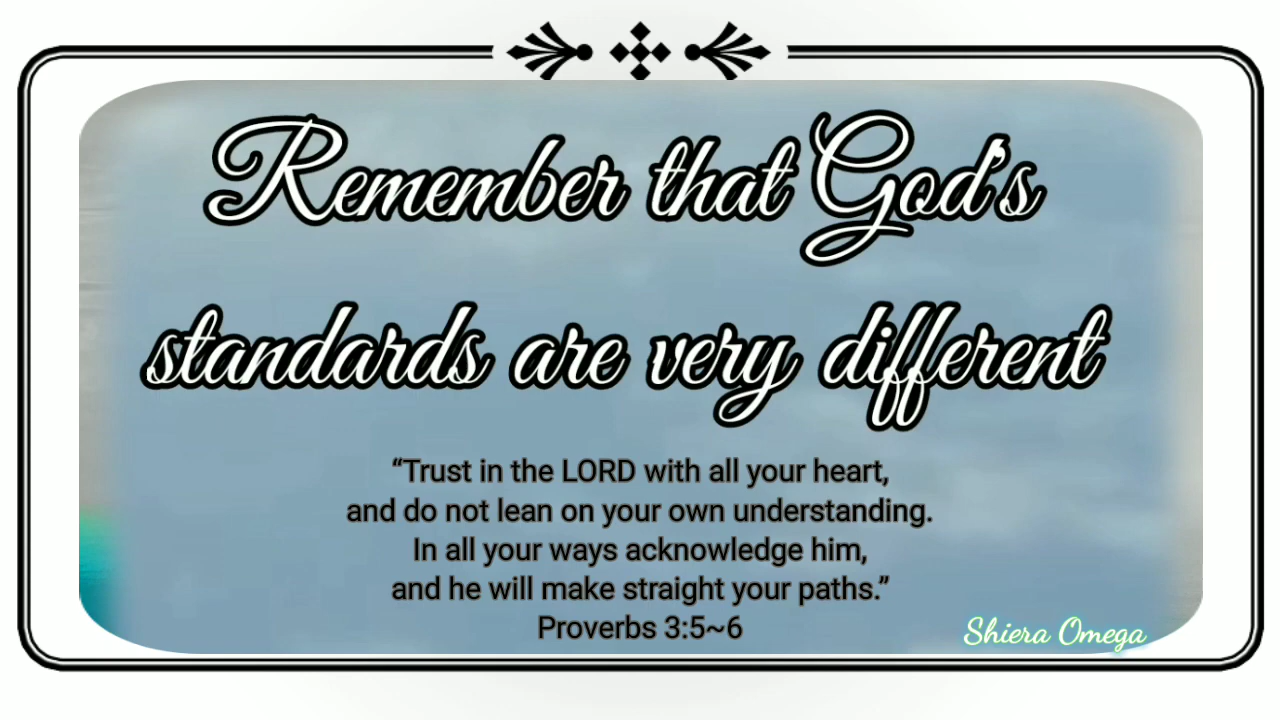 Remember that God's
standards are very different
“Trust in the LORD with all your heart,
and do not lean on your own understanding.
In all your ways acknowledge him,
and he will make straight your paths.”
Proverbs 3:5~6
Shiera Omega